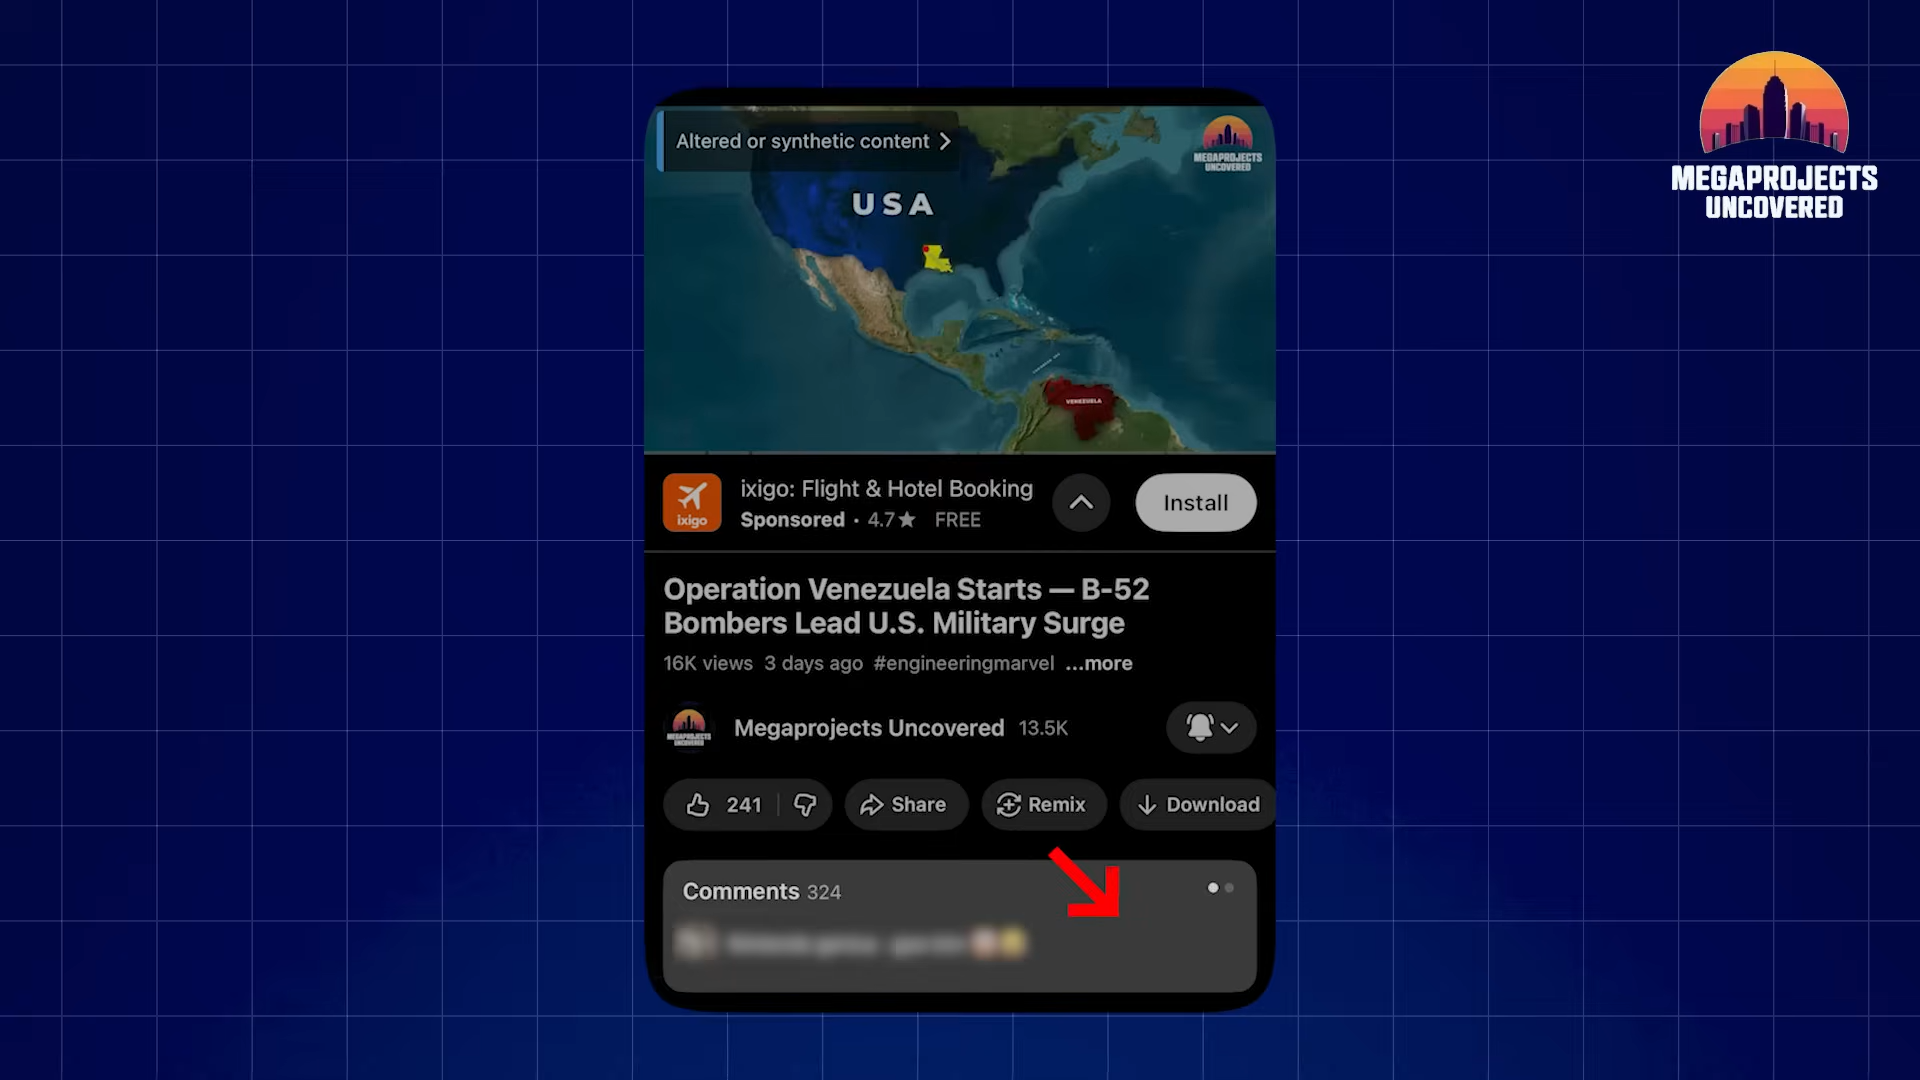 MEGAPROJECTS
UNCOVERED
Altered or synthetic content
MEGAPROJECTS
UNCOVERED
USA
VENEZUELA
ixigo
ixigo: Flight & Hotel Booking
Sponsored · 4.7★ FREE
Install
Operation Venezuela Starts — B-52
Bombers Lead U.S. Military Surge
16K views 3 days ago #engineeringmarvel ...more
MEGAPROJECTS
UNCOVERED
Megaprojects Uncovered 13.5K
241
Share
Remix
Download
Comments 324